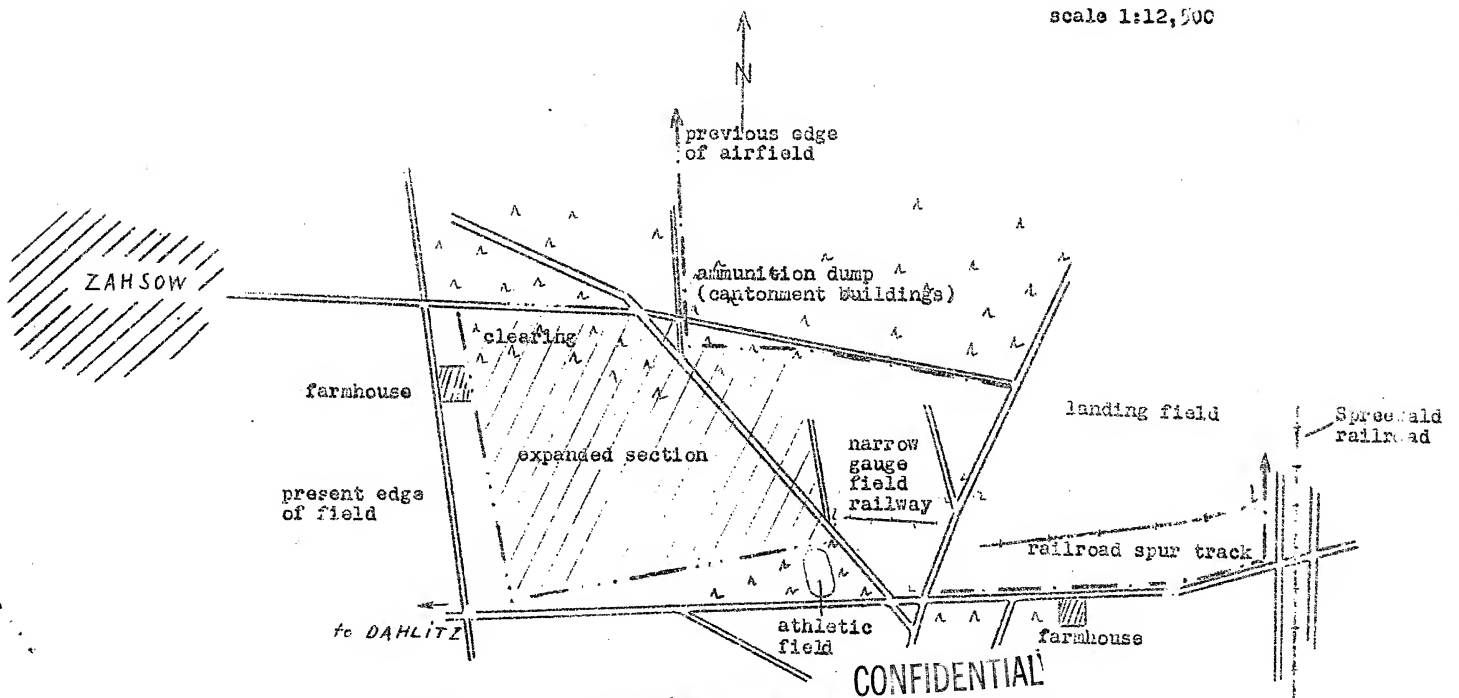 scale 1:12,500
N
previous edge
of airfield
ZAHSOW
ammunition dump
(cantonment buildings)
clearing
farmhouse
landing field
railroad
expanded section
narrow
gauge
field
railway
present edge
of field
railroad spur track
to DAHLITZ
athletic
field
farmhouse
CONFIDENTIAL